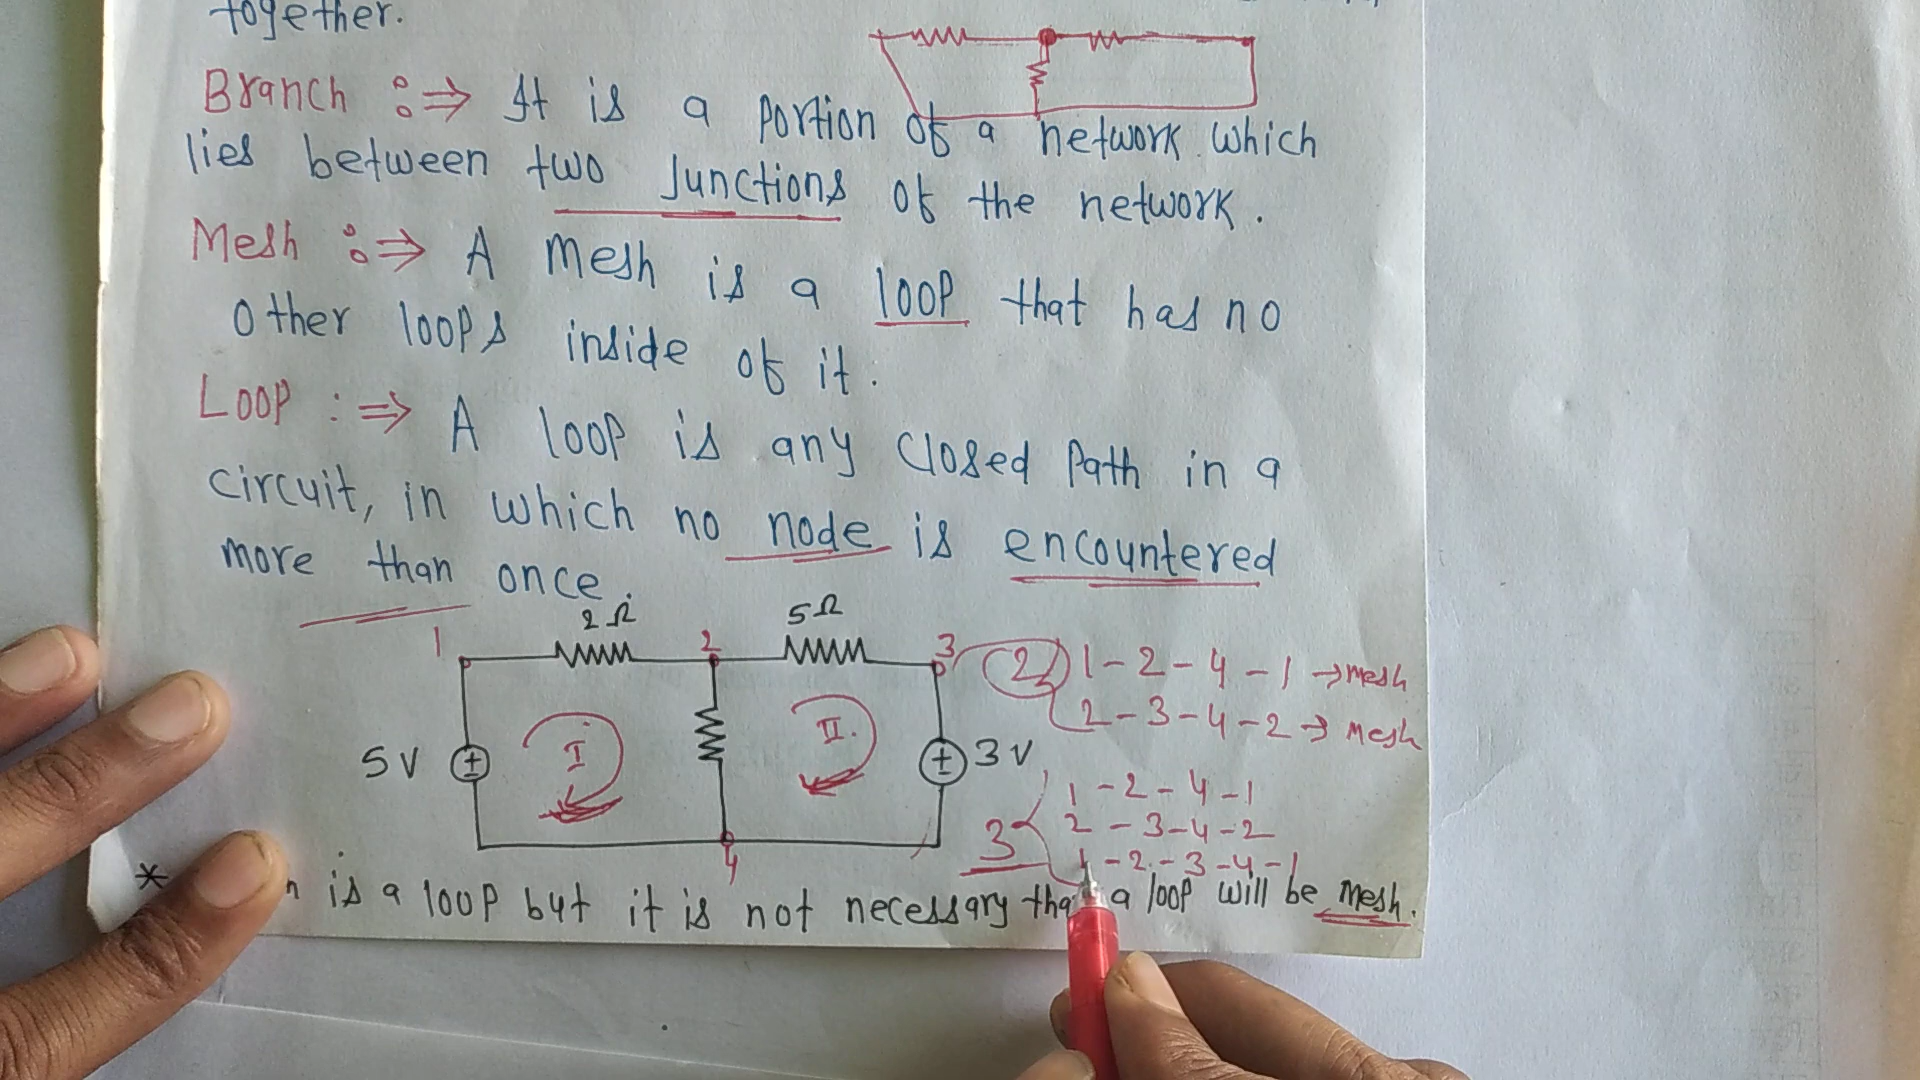 together.
Branch :⇒ It is a portion of a network which
lies between two Junctions of the network.
Mesh :⇒ A Mesh is a loop that has no
other loops inside of it.
Loop :⇒ A loop is any closed path in a
circuit, in which no node is encountered
more than once.
2Ω 5Ω
1 2 3
2 1-2-4-1 → mesh
2-3-4-2 → Mesh
I II.
5V ± ± 3V
1-2-4-1
3 2-3-4-2
1-2-3-4-1
4
* is a loop but it is not necessary a loop will be Mesh.